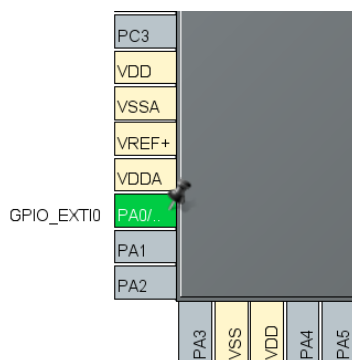 PC3
VDD
VSSA
VREF+
VDDA
GPIO_EXTI0 PA0/..
PA1
PA2
PA3
VSS
VDD
PA4
PA5